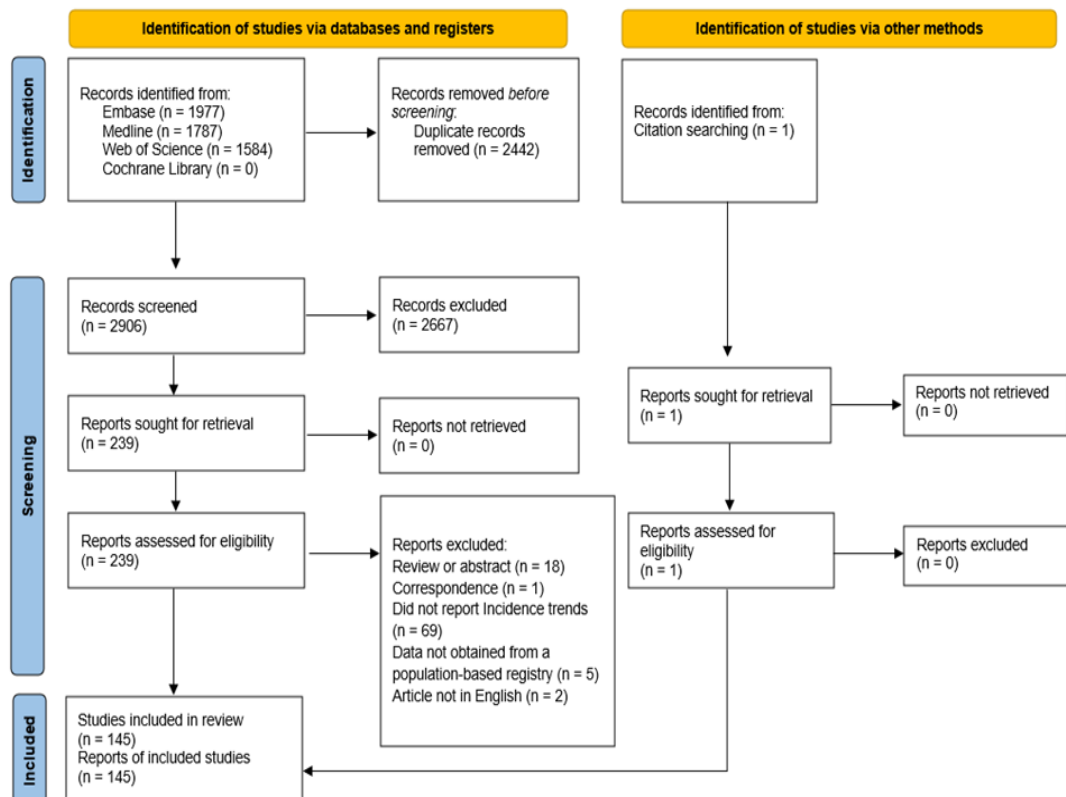 Identification of studies via databases and registers
Identification of studies via other methods
Identification
Records identified from:
Embase (n = 1977)
Medline (n = 1787)
Web of Science (n = 1584)
Cochrane Library (n = 0)
Records removed before
screening:
Duplicate records
removed (n = 2442)
Records identified from:
Citation searching (n = 1)
Screening
Records screened
(n = 2906)
Records excluded
(n = 2667)
Reports sought for retrieval
(n = 239)
Reports not retrieved
(n = 0)
Reports sought for retrieval
(n = 1)
Reports not retrieved
(n = 0)
Reports assessed for eligibility
(n = 239)
Reports excluded:
Review or abstract (n = 18)
Correspondence (n = 1)
Did not report Incidence trends
(n = 69)
Data not obtained from a
population-based registry (n = 5)
Article not in English (n = 2)
Reports assessed for
eligibility
(n = 1)
Reports excluded
(n = 0)
Included
Studies included in review
(n = 145)
Reports of included studies
(n = 145)